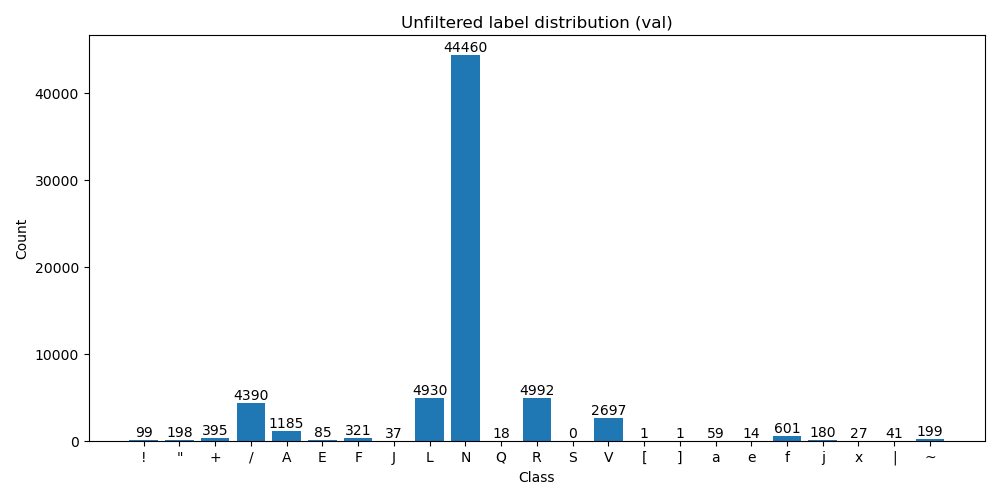 Unfiltered label distribution (val)
44460
40000
30000
20000
10000
0
Count
99 198 395 4390 1185 85 321 37 4930 18 4992 0 2697 1 1 59 14 601 180 27 41 199
! " + / A E F J L N Q R S V [ ] a e f j x | ~
Class